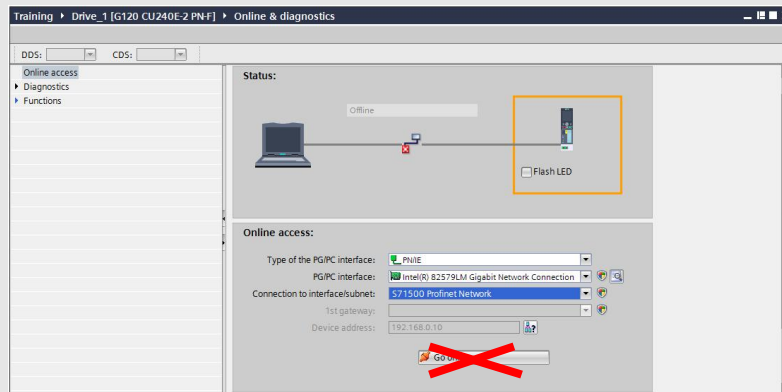 Training ▸ Drive_1 [G120 CU240E-2 PN-F] ▸ Online & diagnostics
DDS: CDS:
Online access
Diagnostics
Functions
Status:
Offline
Flash LED
Online access:
Type of the PG/PC interface: PN/IE
PG/PC interface: Intel(R) 82579LM Gigabit Network Connection
Connection to interface/subnet: S71500 Profinet Network
1st gateway:
Device address: 192.168.0.10
Go